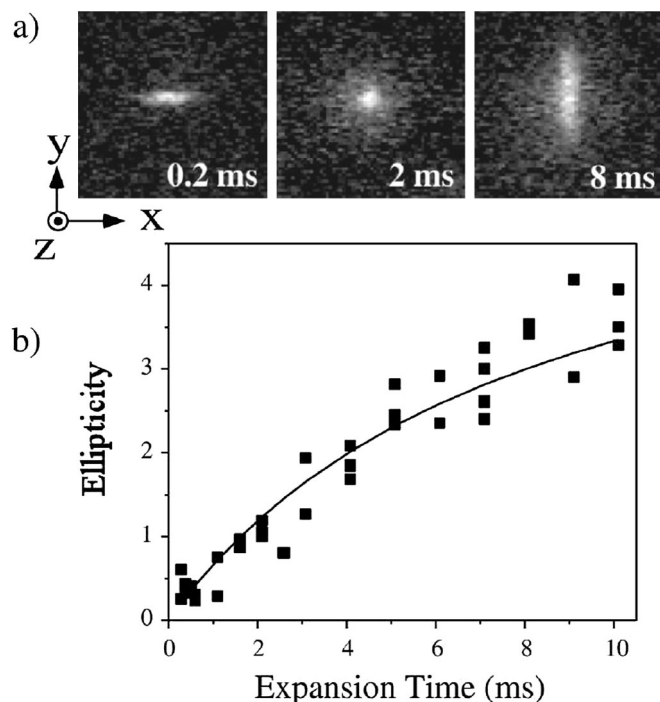 a)
0.2 ms
2 ms
8 ms
y
x
z
b)
4
3
2
1
0
Ellipticity
0
2
4
6
8
10
Expansion Time (ms)